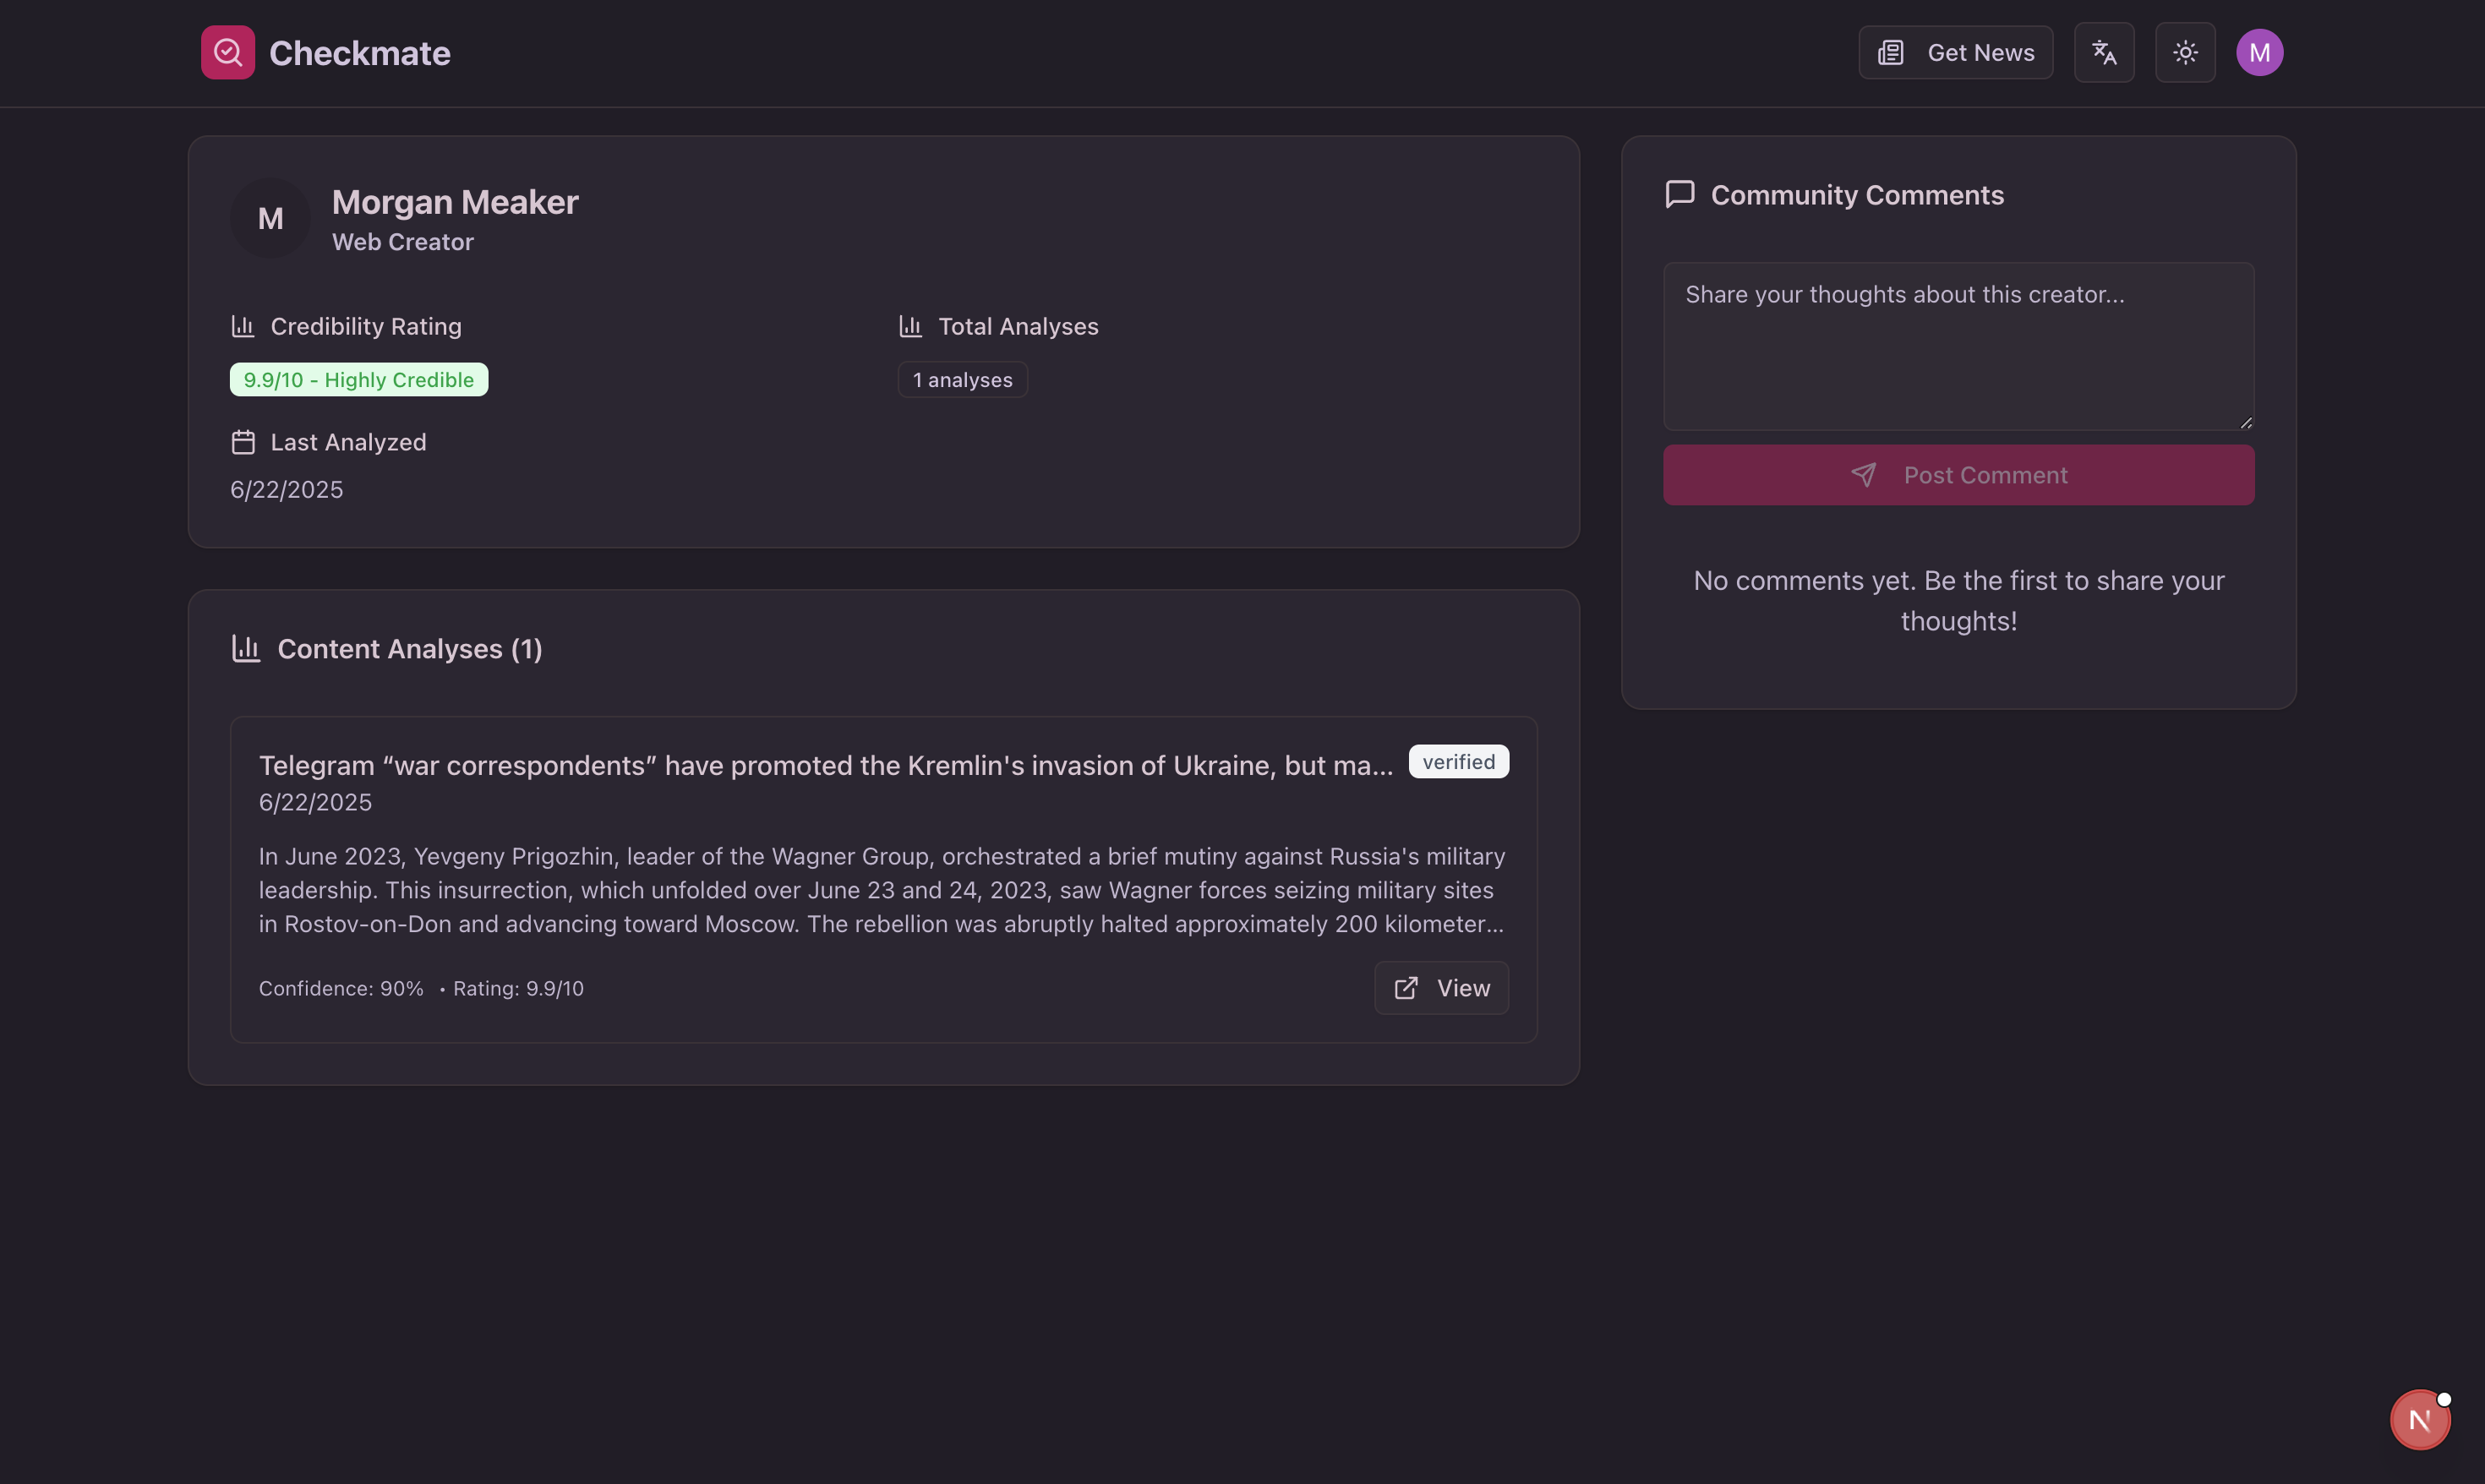 Checkmate
Get News
M
M
Morgan Meaker
Web Creator
Credibility Rating
9.9/10 - Highly Credible
Total Analyses
1 analyses
Last Analyzed
6/22/2025
Content Analyses (1)
Telegram “war correspondents” have promoted the Kremlin's invasion of Ukraine, but ma...
verified
6/22/2025
In June 2023, Yevgeny Prigozhin, leader of the Wagner Group, orchestrated a brief mutiny against Russia's military
leadership. This insurrection, which unfolded over June 23 and 24, 2023, saw Wagner forces seizing military sites
in Rostov-on-Don and advancing toward Moscow. The rebellion was abruptly halted approximately 200 kilometer...
Confidence: 90% • Rating: 9.9/10
View
Community Comments
Share your thoughts about this creator...
Post Comment
No comments yet. Be the first to share your
thoughts!
N